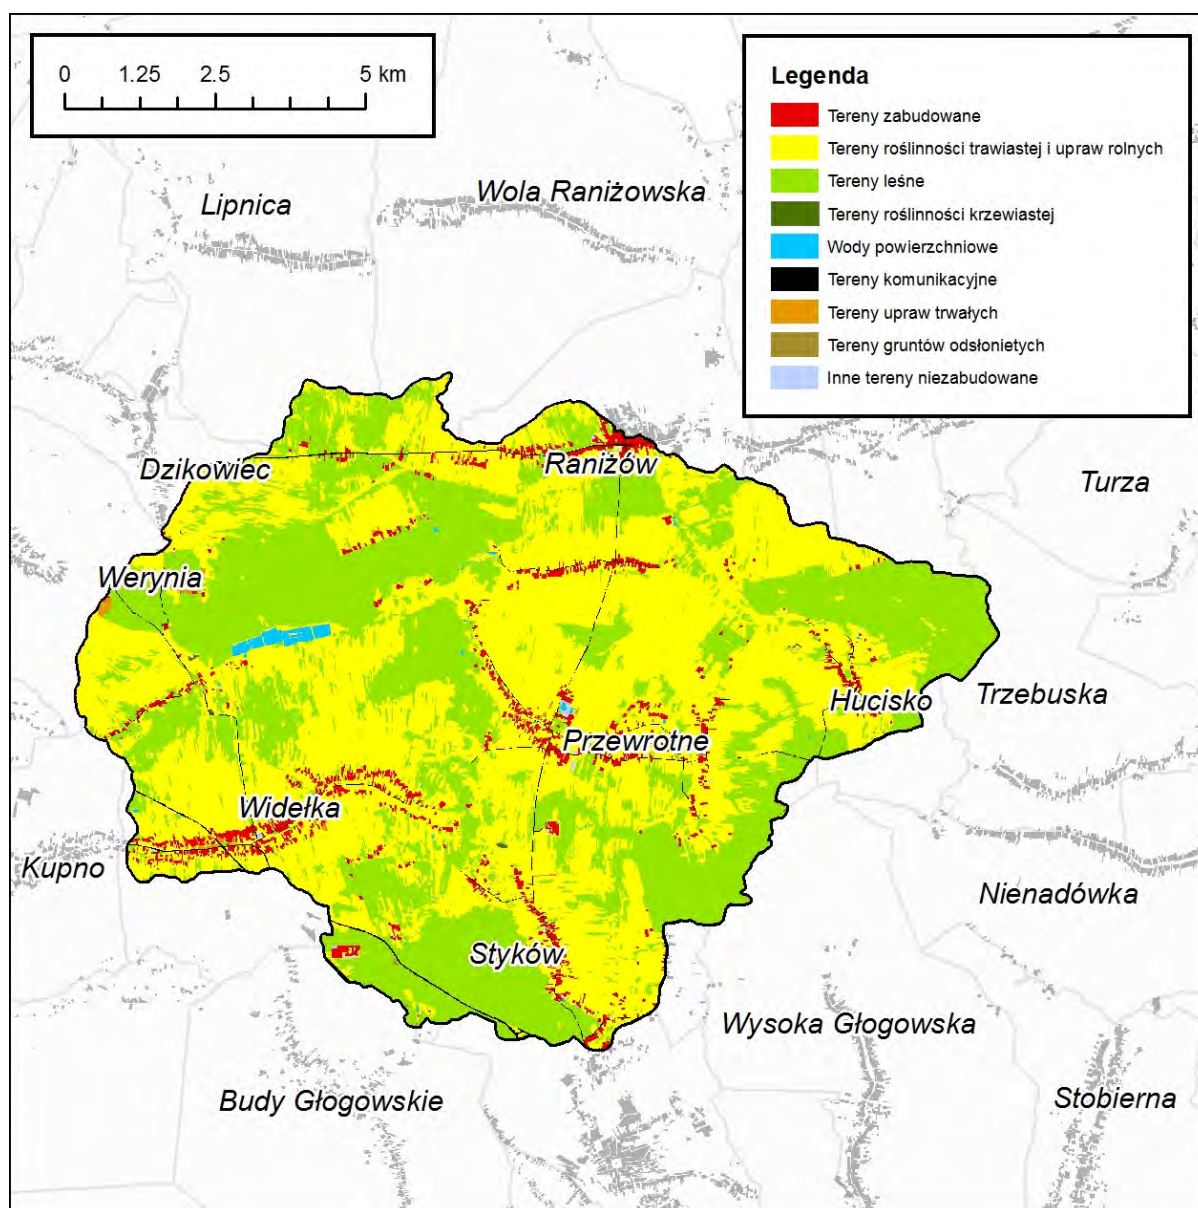 0 1.25 2.5 5 km
Legenda
Tereny zabudowane
Tereny roślinności trawiastej i upraw rolnych
Tereny leśne
Tereny roślinności krzewiastej
Wody powierzchniowe
Tereny komunikacyjne
Tereny upraw trwałych
Tereny gruntów odsłonietych
Inne tereny niezabudowane
Lipnica
Wola Raniżowska
Dzikowiec
Raniżów
Turza
Werynia
Hucisko
Trzebuska
Przewrotne
Widełka
Kupno
Nienadówka
Styków
Wysoka Głogowska
Budy Głogowskie
Stobierna